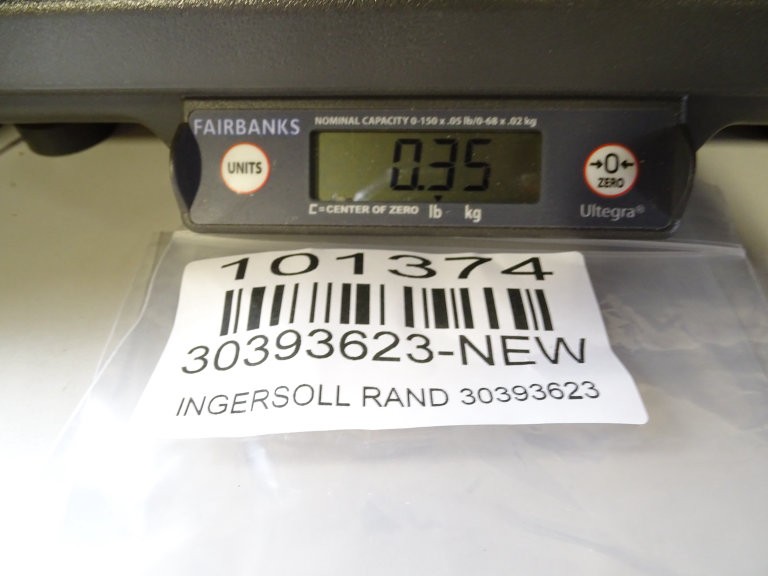 FAIRBANKS
NOMINAL CAPACITY 0-150 x .05 lb/0-68 x .02 kg
UNITS
0.35
→0←
ZERO
⊏=CENTER OF ZERO lb kg
Ultegra®
101374
30393623-NEW
INGERSOLL RAND 30393623